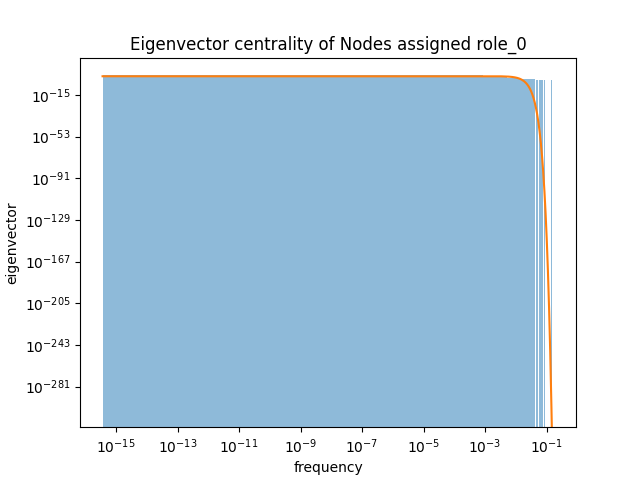 Eigenvector centrality of Nodes assigned role_0
eigenvector
10⁻¹⁵
10⁻⁵³
10⁻⁹¹
10⁻¹²⁹
10⁻¹⁶⁷
10⁻²⁰⁵
10⁻²⁴³
10⁻²⁸¹
10⁻¹⁵ 10⁻¹³ 10⁻¹¹ 10⁻⁹ 10⁻⁷ 10⁻⁵ 10⁻³ 10⁻¹
frequency